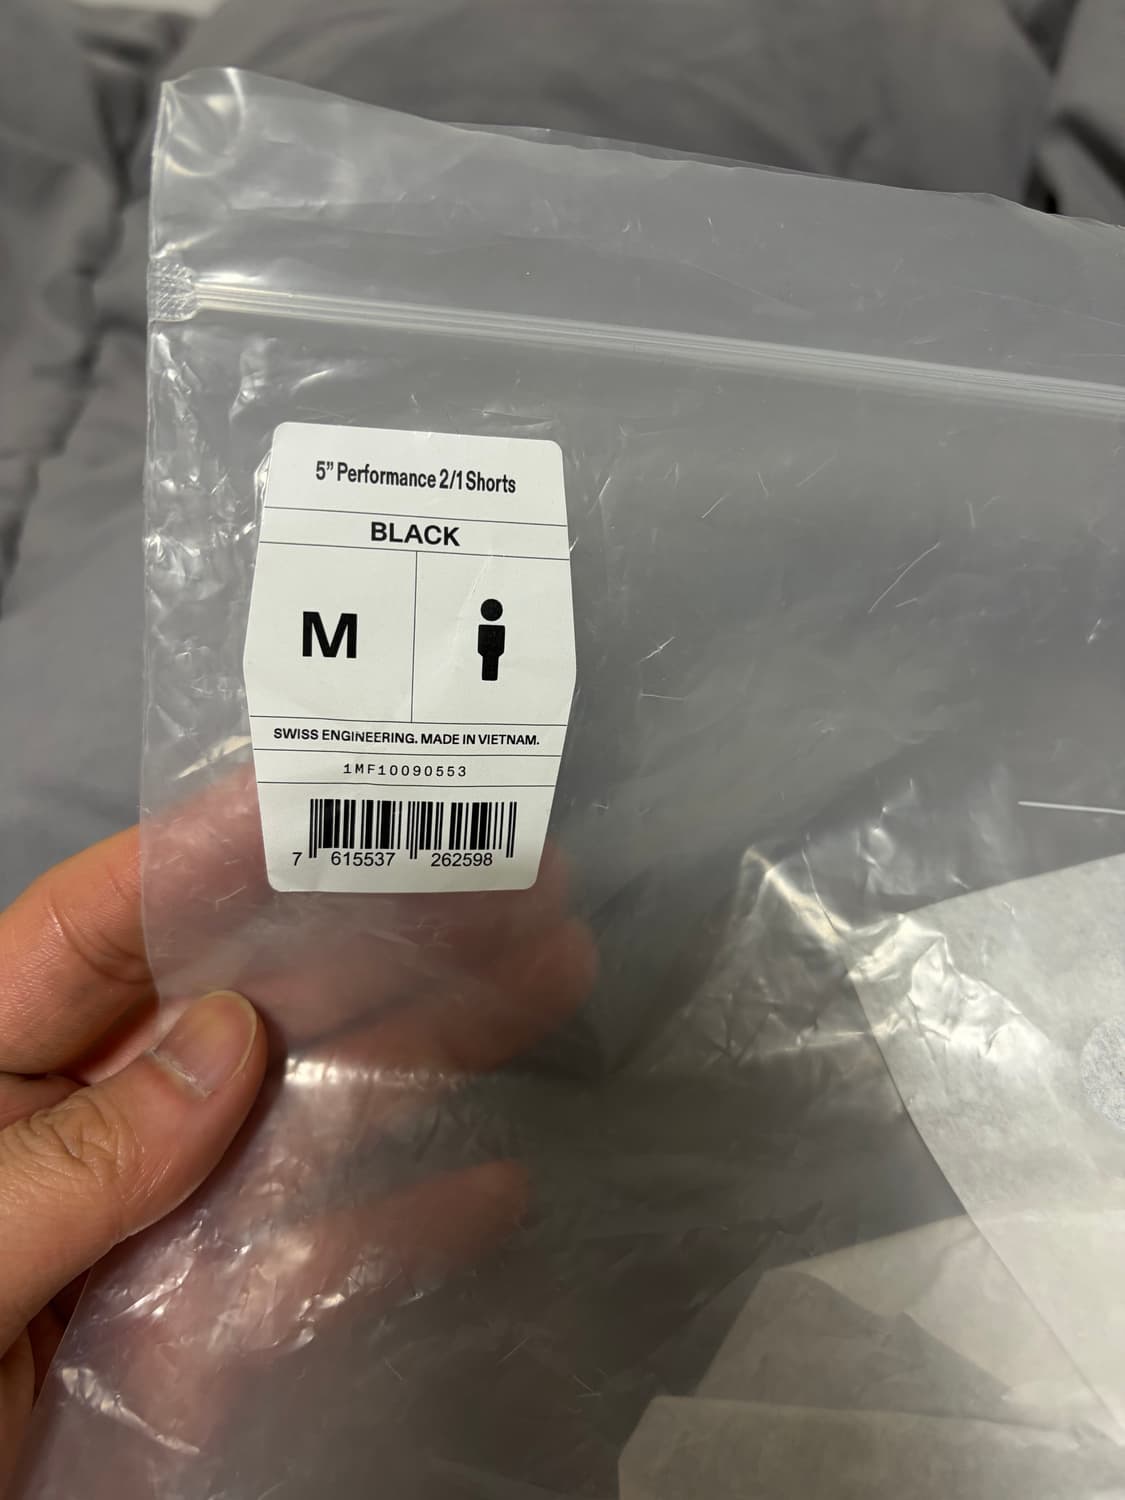 5” Performance 2/1 Shorts
BLACK
M
SWISS ENGINEERING. MADE IN VIETNAM.
1MF10090553
7 615537 262598